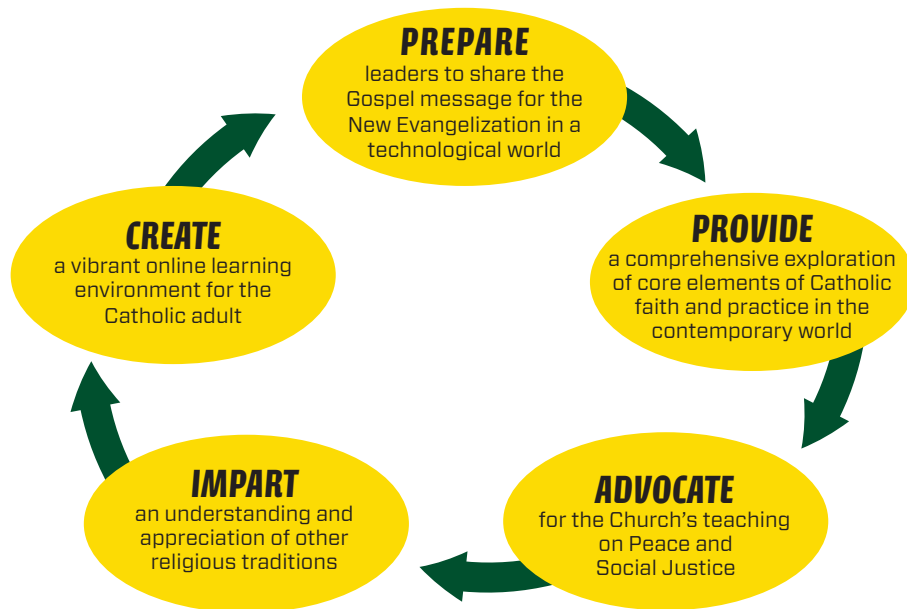 PREPARE
leaders to share the
Gospel message for the
New Evangelization in a
technological world
PROVIDE
a comprehensive exploration
of core elements of Catholic
faith and practice in the
contemporary world
ADVOCATE
for the Church’s teaching
on Peace and
Social Justice
IMPART
an understanding and
appreciation of other
religious traditions
CREATE
a vibrant online learning
environment for the
Catholic adult